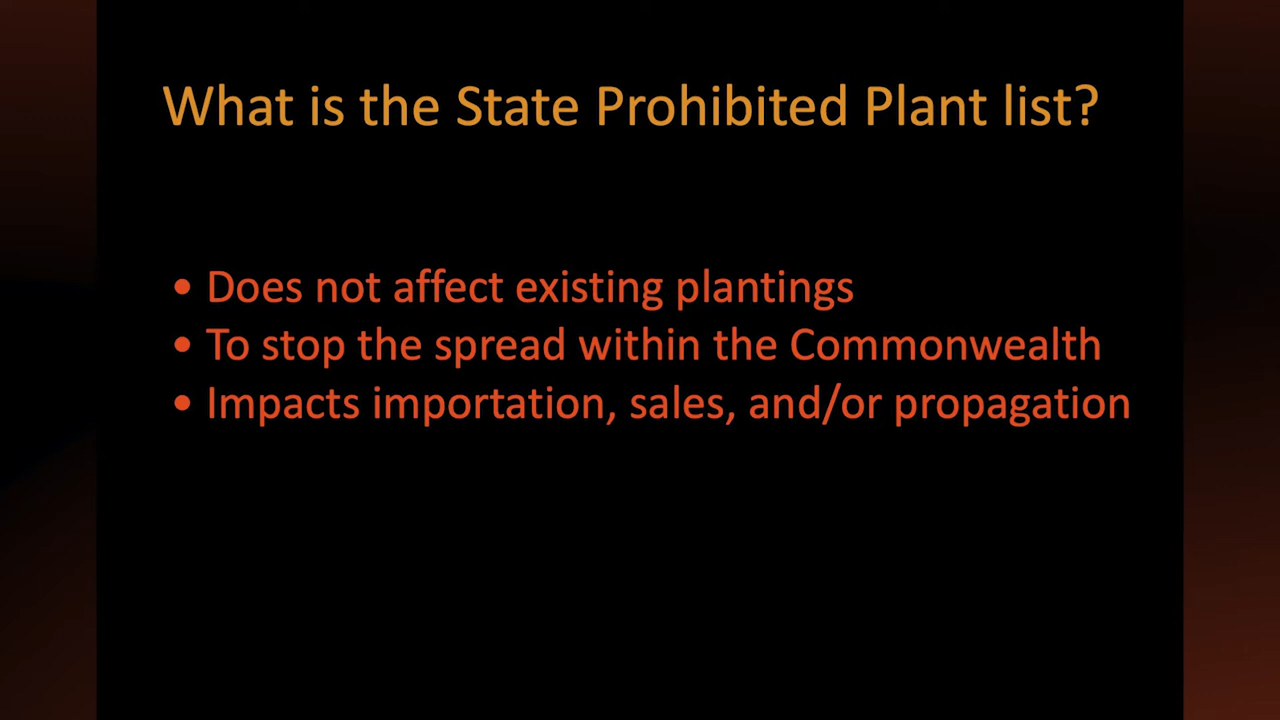 What is the State Prohibited Plant list?
• Does not affect existing plantings
• To stop the spread within the Commonwealth
• Impacts importation, sales, and/or propagation